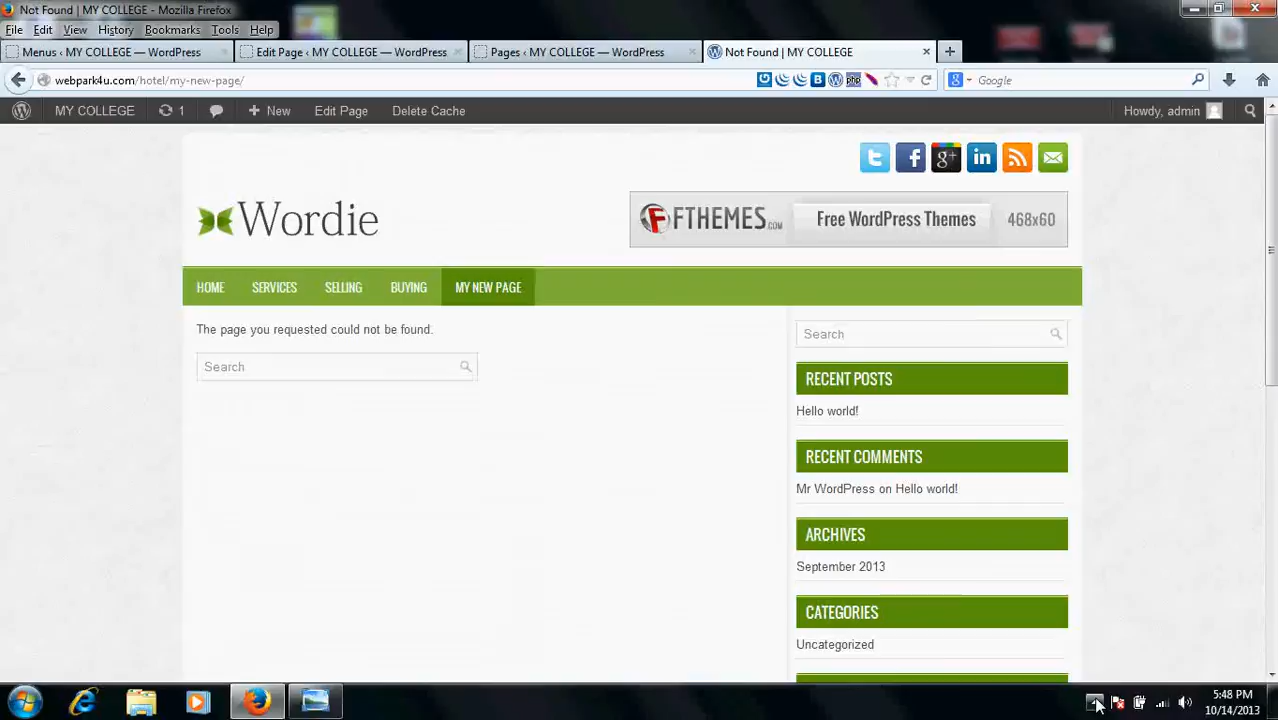 Not Found | MY COLLEGE - Mozilla Firefox
File Edit View History Bookmarks Tools Help
Menus ‹ MY COLLEGE — WordPress
Edit Page ‹ MY COLLEGE — WordPress
Pages ‹ MY COLLEGE — WordPress
Not Found | MY COLLEGE
webpark4u.com/hotel/my-new-page/
Google
MY COLLEGE 1 New Edit Page Delete Cache Howdy, admin
Wordie
FTHEMES.COM Free WordPress Themes 468x60
HOME SERVICES SELLING BUYING MY NEW PAGE
The page you requested could not be found.
Search
Search
RECENT POSTS
Hello world!
RECENT COMMENTS
Mr WordPress on Hello world!
ARCHIVES
September 2013
CATEGORIES
Uncategorized
5:48 PM
10/14/2013